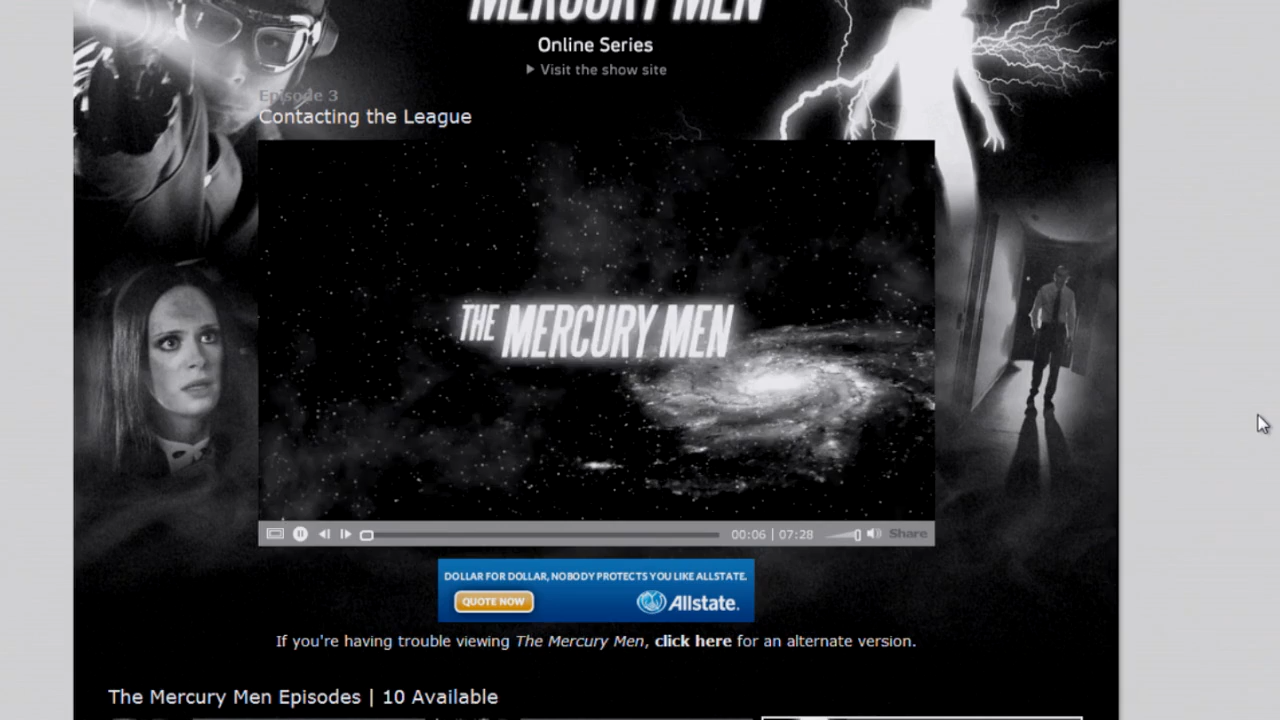 MERCURY MEN
Online Series
Visit the show site
Episode 3
Contacting the League
THE MERCURY MEN
00:06 | 07:28
Share
DOLLAR FOR DOLLAR, NOBODY PROTECTS YOU LIKE ALLSTATE.
QUOTE NOW
Allstate.
If you're having trouble viewing The Mercury Men, click here for an alternate version.
The Mercury Men Episodes | 10 Available